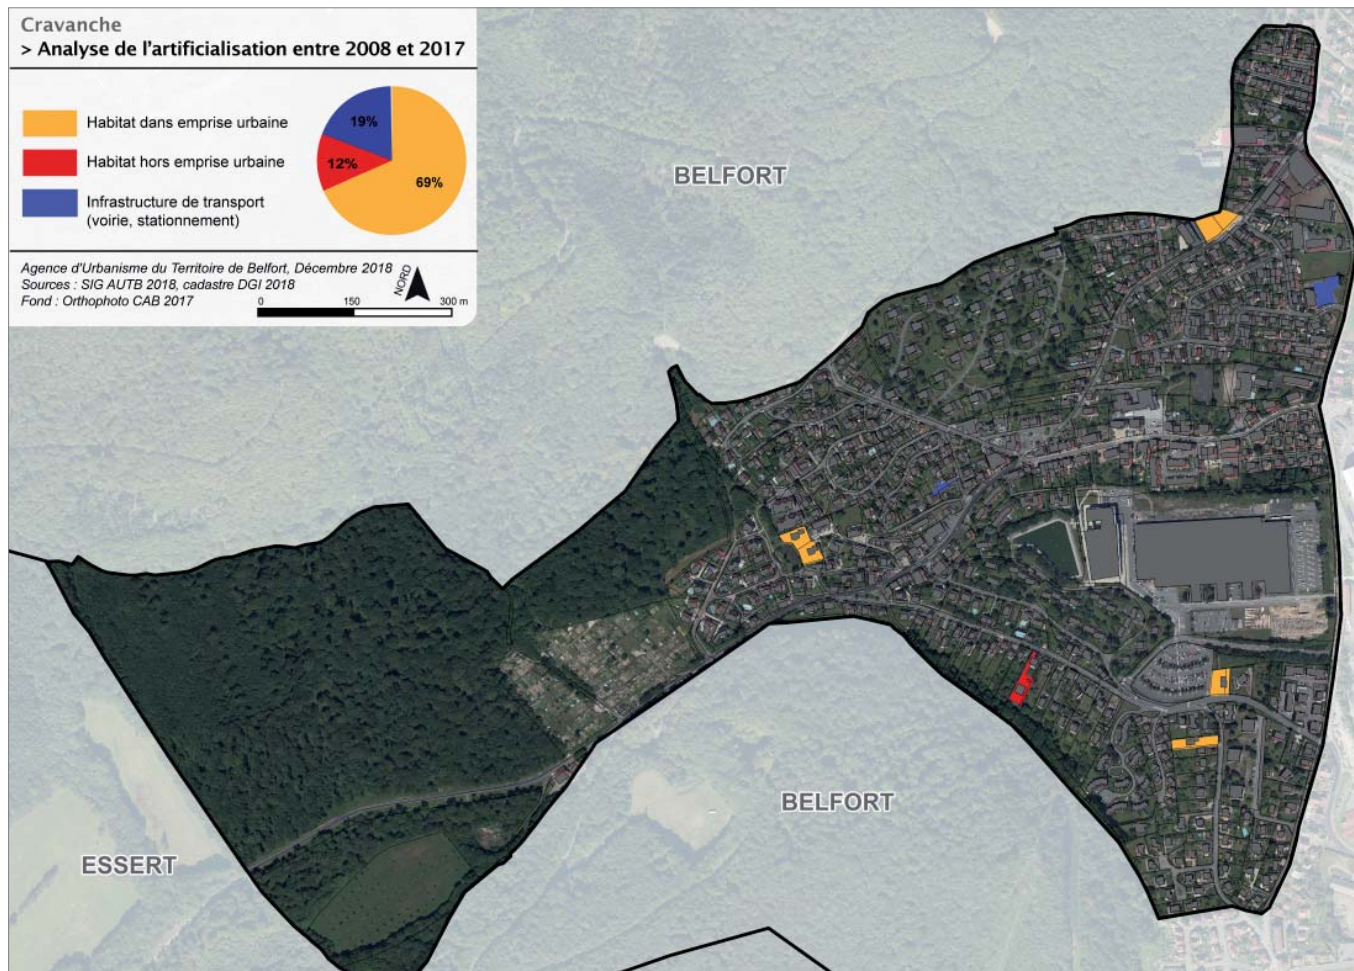 Cravanche
> Analyse de l'artificialisation entre 2008 et 2017
Habitat dans emprise urbaine
Habitat hors emprise urbaine
Infrastructure de transport
(voirie, stationnement)
19%
12%
69%
Agence d'Urbanisme du Territoire de Belfort, Décembre 2018
Sources : SIG AUTB 2018, cadastre DGI 2018
Fond : Orthophoto CAB 2017
NORD
0 150 300 m
BELFORT
BELFORT
ESSERT